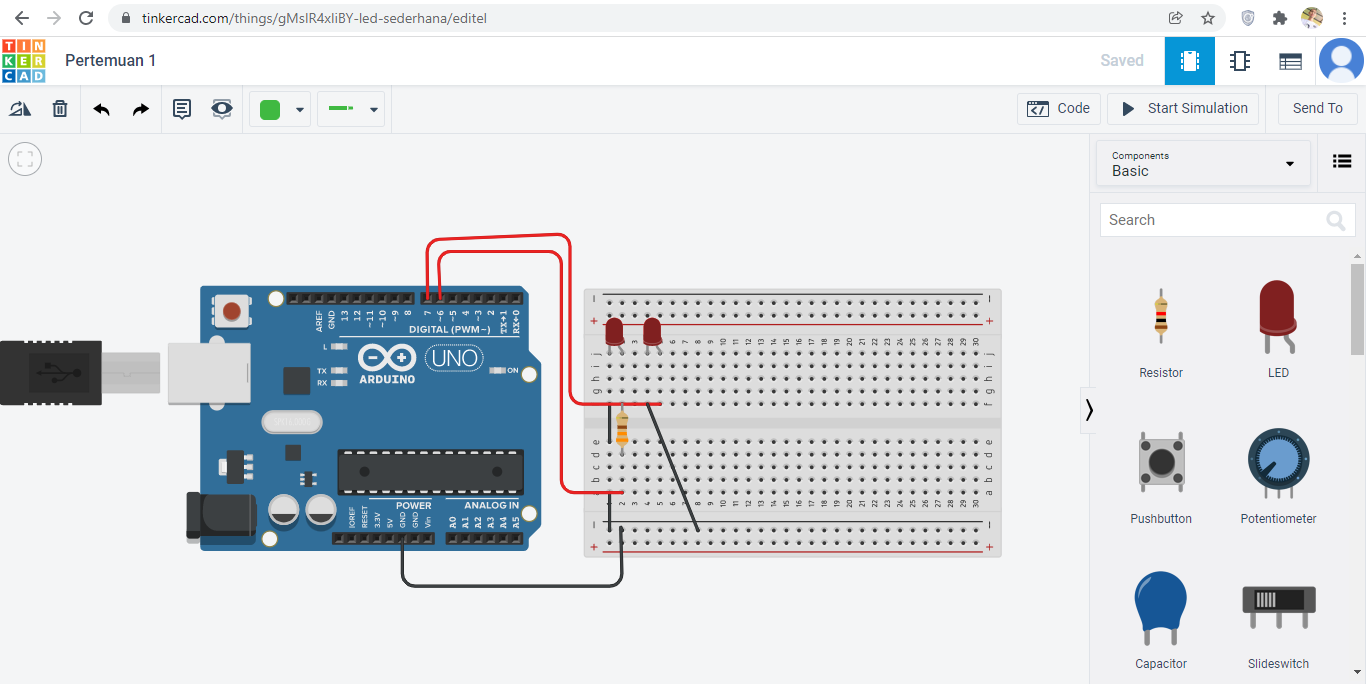 tinkercad.com/things/gMslR4xliBY-led-sederhana/editel
TIN
KER
CAD
Pertemuan 1
Saved
Code
Start Simulation
Send To
Components
Basic
Search
Resistor
LED
Pushbutton
Potentiometer
Capacitor
Slideswitch
AREF
GND
13
12
~11
~10
~9
8
7
~6
~5
4
~3
2
TX→1
RX←0
DIGITAL (PWM~)
L
TX
RX
UNO
ARDUINO
ON
POWER
ANALOG IN
IOREF
RESET
3.3V
5V
GND
GND
Vin
A0
A1
A2
A3
A4
A5